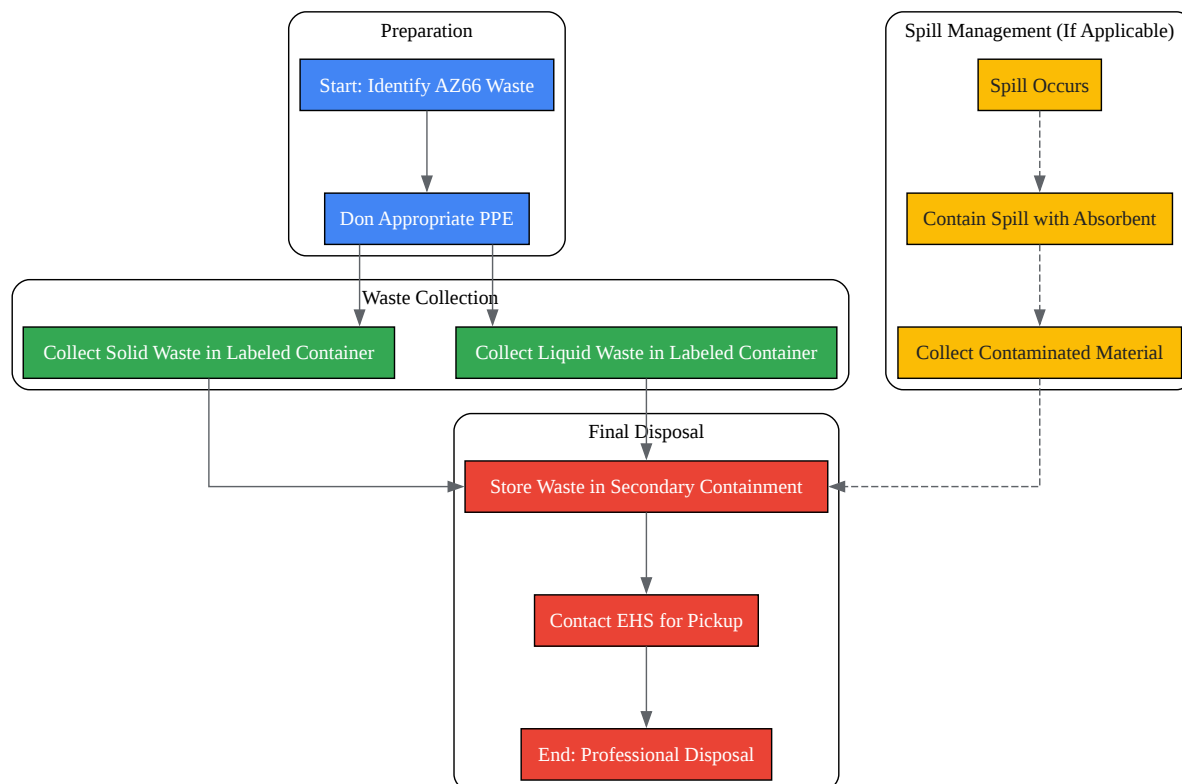 Preparation
Start: Identify AZ66 Waste
Don Appropriate PPE
Waste Collection
Collect Solid Waste in Labeled Container
Collect Liquid Waste in Labeled Container
Final Disposal
Store Waste in Secondary Containment
Contact EHS for Pickup
End: Professional Disposal
Spill Management (If Applicable)
Spill Occurs
Contain Spill with Absorbent
Collect Contaminated Material